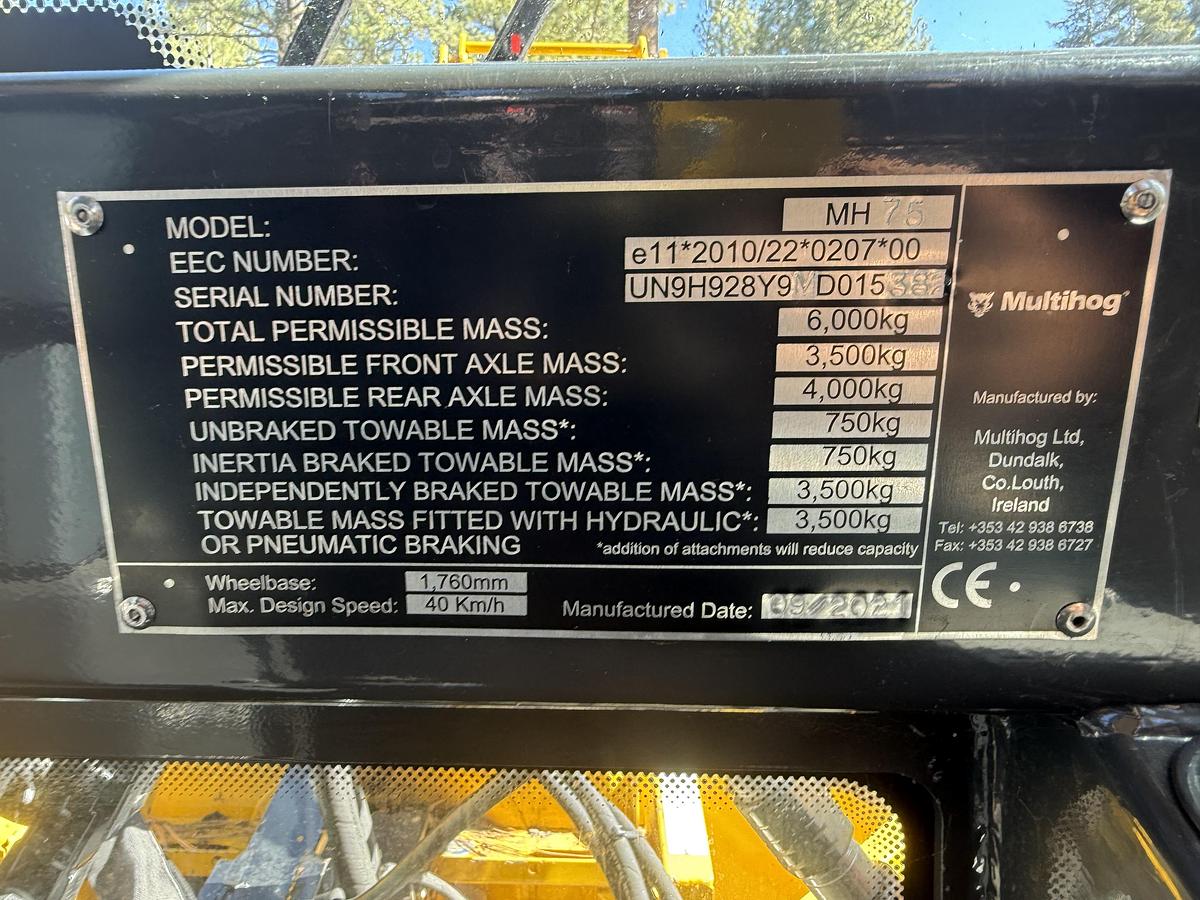 MODEL: MH 75
EEC NUMBER: e11*2010/22*0207*00
SERIAL NUMBER: UN9H928Y9MD01538
TOTAL PERMISSIBLE MASS: 6,000kg
PERMISSIBLE FRONT AXLE MASS: 3,500kg
PERMISSIBLE REAR AXLE MASS: 4,000kg
UNBRAKED TOWABLE MASS*: 750kg
INERTIA BRAKED TOWABLE MASS*: 750kg
INDEPENDENTLY BRAKED TOWABLE MASS*: 3,500kg
TOWABLE MASS FITTED WITH HYDRAULIC*: 3,500kg
OR PNEUMATIC BRAKING
*addition of attachments will reduce capacity
Wheelbase: 1,760mm
Max. Design Speed: 40 Km/h
Manufactured Date: 09/2021
Multihog
Manufactured by:
Multihog Ltd,
Dundalk,
Co.Louth,
Ireland
Tel: +353 42 938 6738
Fax: +353 42 938 6727
CE